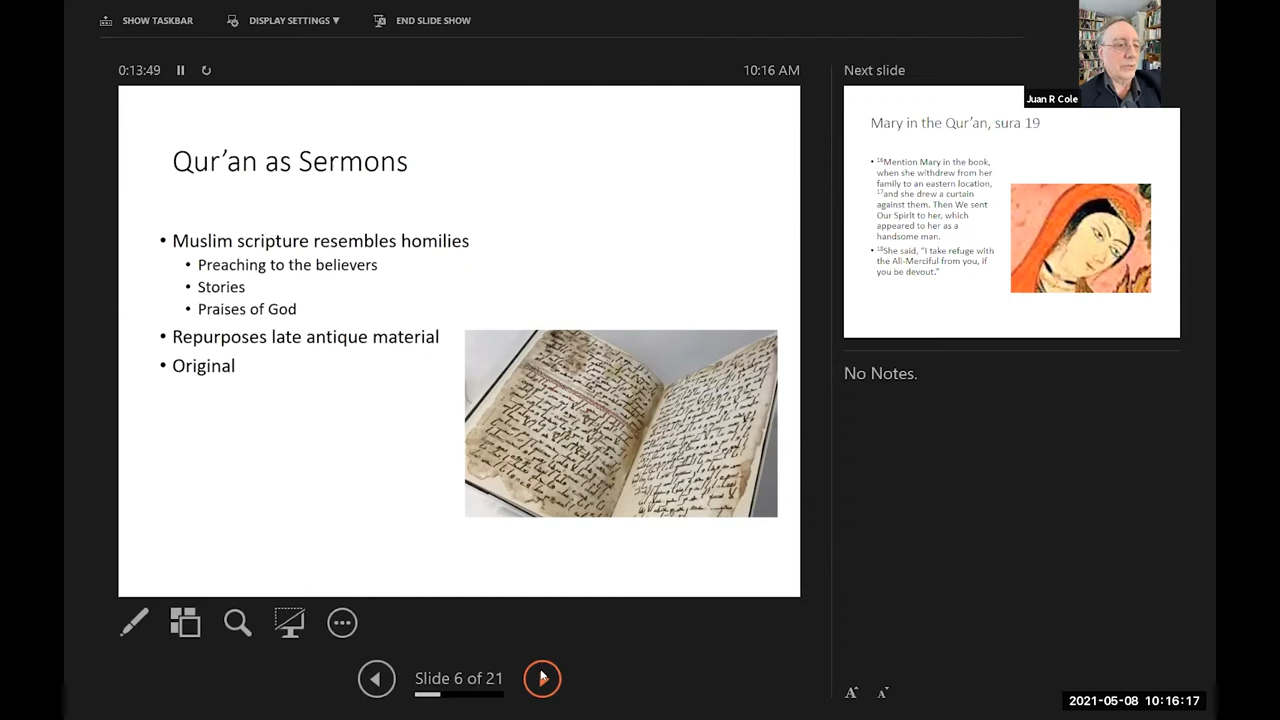 SHOW TASKBAR
DISPLAY SETTINGS ▼
END SLIDE SHOW
0:13:49
10:16 AM
Next slide
Juan R Cole
Qur’an as Sermons
• Muslim scripture resembles homilies
• Preaching to the believers
• Stories
• Praises of God
• Repurposes late antique material
• Original
Mary in the Qur’an, sura 19
• 16Mention Mary in the book,
when she withdrew from her
family to an eastern location,
17and she drew a curtain
against them. Then We sent
Our Spirit to her, which
appeared to her as a
handsome man.
• 18She said, “I take refuge with
the All-Merciful from you, if
you be devout.”
No Notes.
Slide 6 of 21
A A
2021-05-08 10:16:17